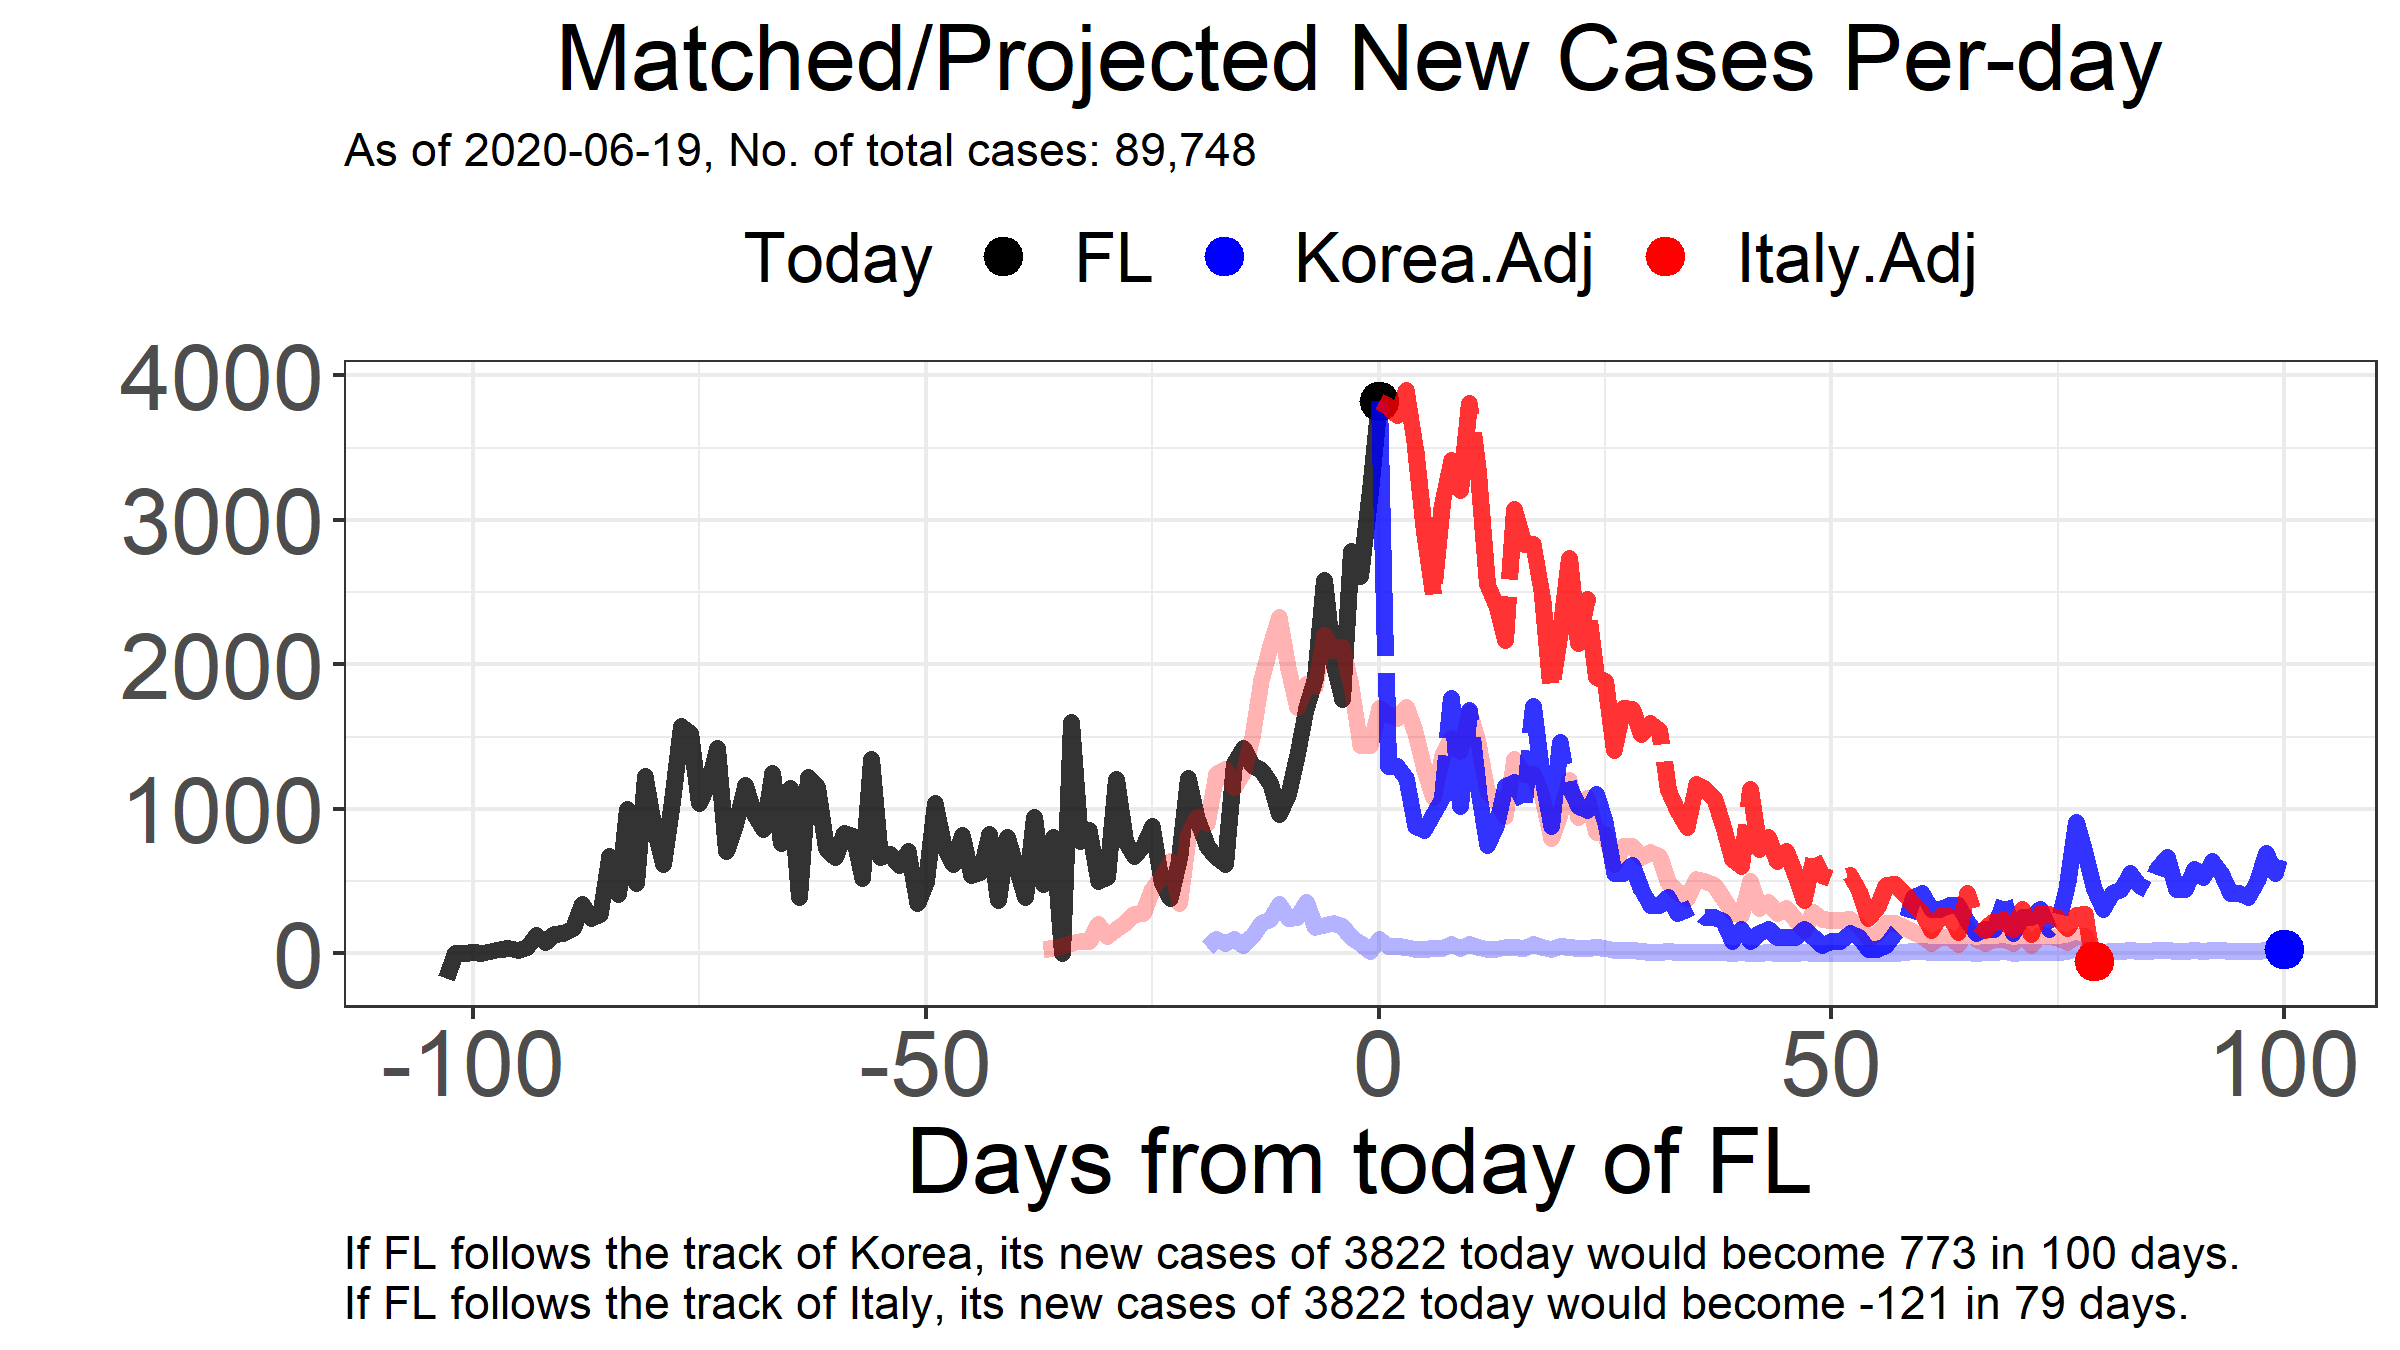 Matched/Projected New Cases Per-day
As of 2020-06-19, No. of total cases: 89,748
Today FL Korea.Adj Italy.Adj
4000
3000
2000
1000
0
-100 -50 0 50 100
Days from today of FL
If FL follows the track of Korea, its new cases of 3822 today would become 773 in 100 days.
If FL follows the track of Italy, its new cases of 3822 today would become -121 in 79 days.